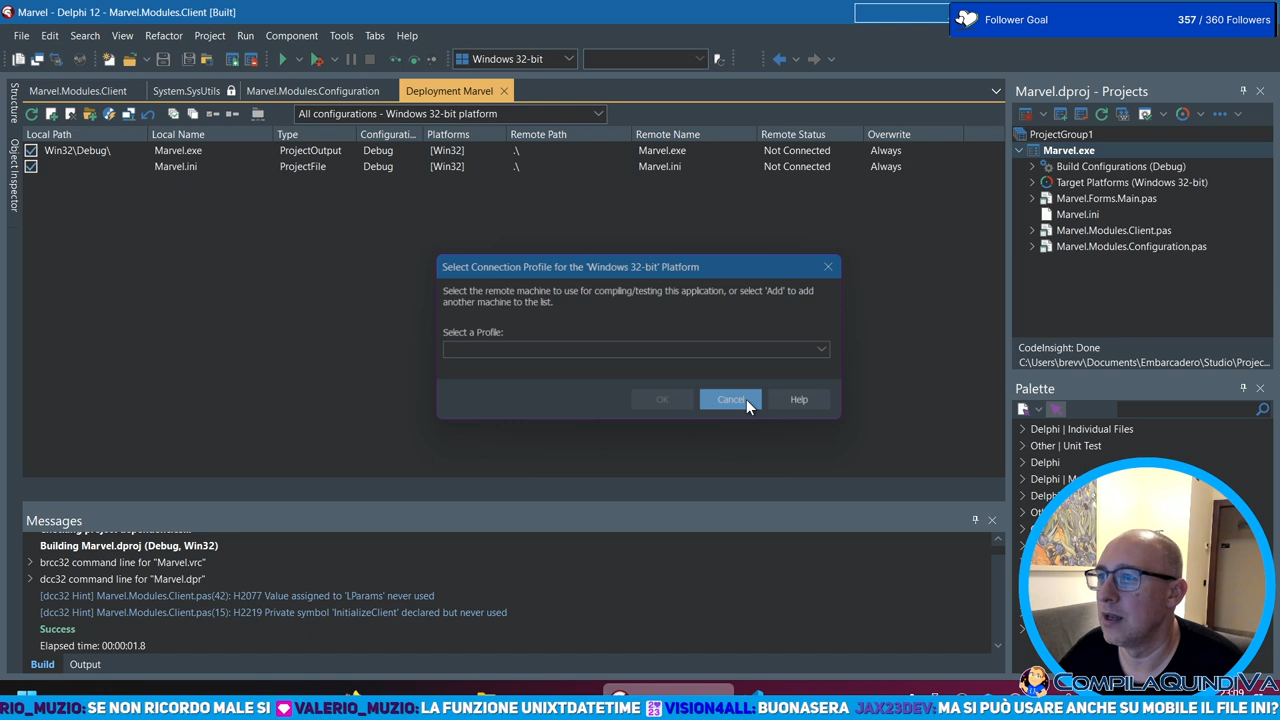 Marvel - Delphi 12 - Marvel.Modules.Client [Built]
Follower Goal
357 / 360 Followers
File Edit Search View Refactor Project Run Component Tools Tabs Help
Windows 32-bit
Marvel.Modules.Client
System.SysUtils
Marvel.Modules.Configuration
Deployment Marvel
All configurations - Windows 32-bit platform
Local Path Local Name Type Configurati... Platforms Remote Path Remote Name Remote Status Overwrite
Win32\Debug\ Marvel.exe ProjectOutput Debug [Win32] .\ Marvel.exe Not Connected Always
Marvel.ini ProjectFile Debug [Win32] .\ Marvel.ini Not Connected Always
Structure
Object Inspector
Select Connection Profile for the 'Windows 32-bit' Platform
Select the remote machine to use for compiling/testing this application, or select 'Add' to add
another machine to the list.
Select a Profile:
OK Cancel Help
Marvel.dproj - Projects
ProjectGroup1
Marvel.exe
Build Configurations (Debug)
Target Platforms (Windows 32-bit)
Marvel.Forms.Main.pas
Marvel.ini
Marvel.Modules.Client.pas
Marvel.Modules.Configuration.pas
CodeInsight: Done
C:\Users\brevv\Documents\Embarcadero\Studio\Projec...
Palette
Delphi | Individual Files
Other | Unit Test
Delphi
Delphi |
Messages
Building Marvel.dproj (Debug, Win32)
brcc32 command line for "Marvel.vrc"
dcc32 command line for "Marvel.dpr"
[dcc32 Hint] Marvel.Modules.Client.pas(42): H2077 Value assigned to 'LParams' never used
[dcc32 Hint] Marvel.Modules.Client.pas(15): H2219 Private symbol 'InitializeClient' declared but never used
Success
Elapsed time: 00:00:01.8
Build Output
COMPILAQUINDIVA
RIO_MUZIO: SE NON RICORDO MALE SI VALERIO_MUZIO: LA FUNZIONE UNIXTDATETIME VISION4ALL: BUONASERA JAX23DEV: MA SI PUÒ USARE ANCHE SU MOBILE IL FILE INI?